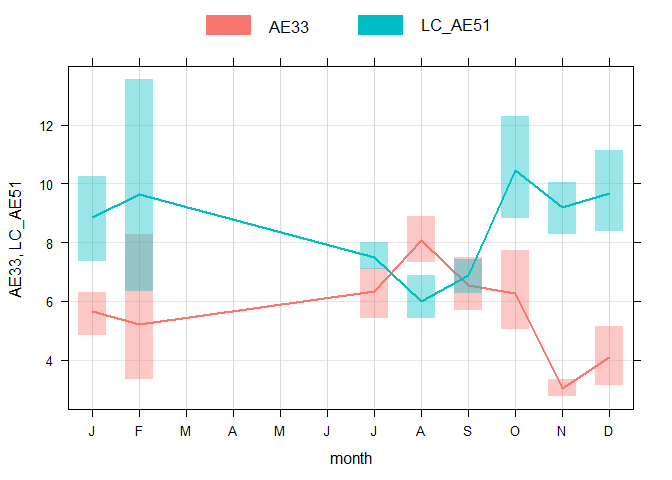 AE33 LC_AE51
12
10
8
6
4
AE33, LC_AE51
J F M A M J J A S O N D
month